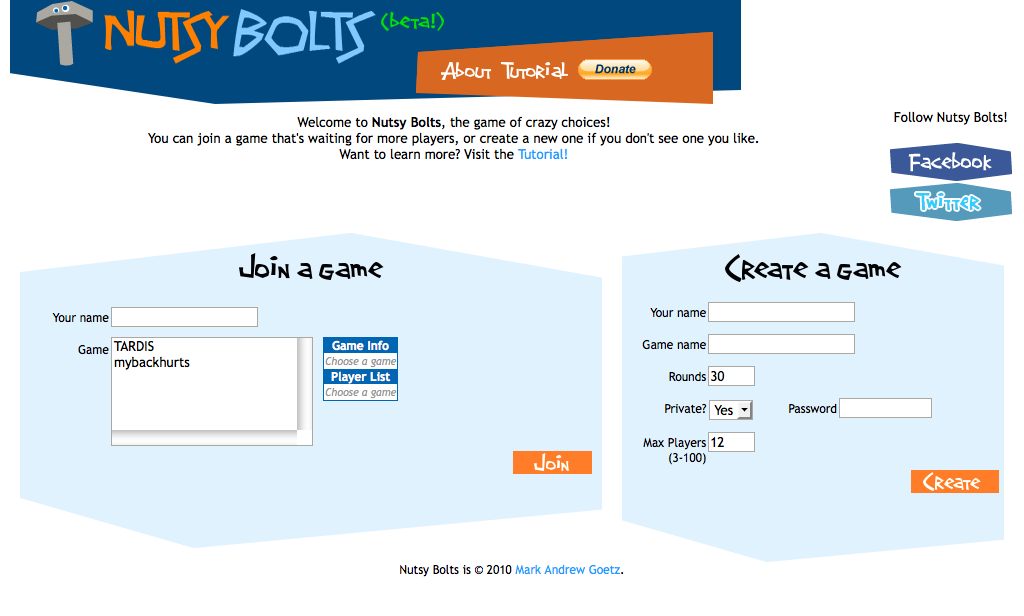 NUTSY BOLTS (beta!)
About Tutorial Donate
Welcome to Nutsy Bolts, the game of crazy choices!
You can join a game that's waiting for more players, or create a new one if you don't see one you like.
Want to learn more? Visit the Tutorial!
Follow Nutsy Bolts!
Facebook
Twitter
Join a game
Your name
Game
TARDIS
mybackhurts
Game Info
Choose a game
Player List
Choose a game
Join
Create a game
Your name
Game name
Rounds 30
Private? Yes Password
Max Players 12
(3-100)
Create
Nutsy Bolts is © 2010 Mark Andrew Goetz.